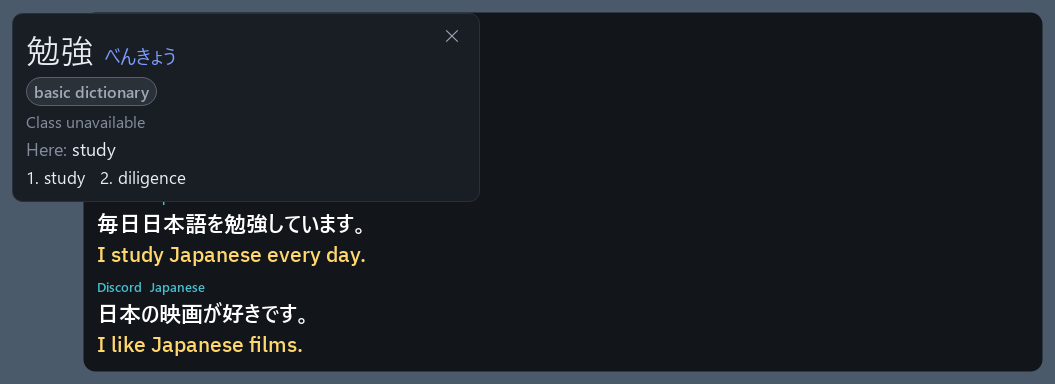 勉強 べんきょう
basic dictionary
Class unavailable
Here: study
1. study 2. diligence
毎日日本語を勉強しています。
I study Japanese every day.
Discord Japanese
日本の映画が好きです。
I like Japanese films.